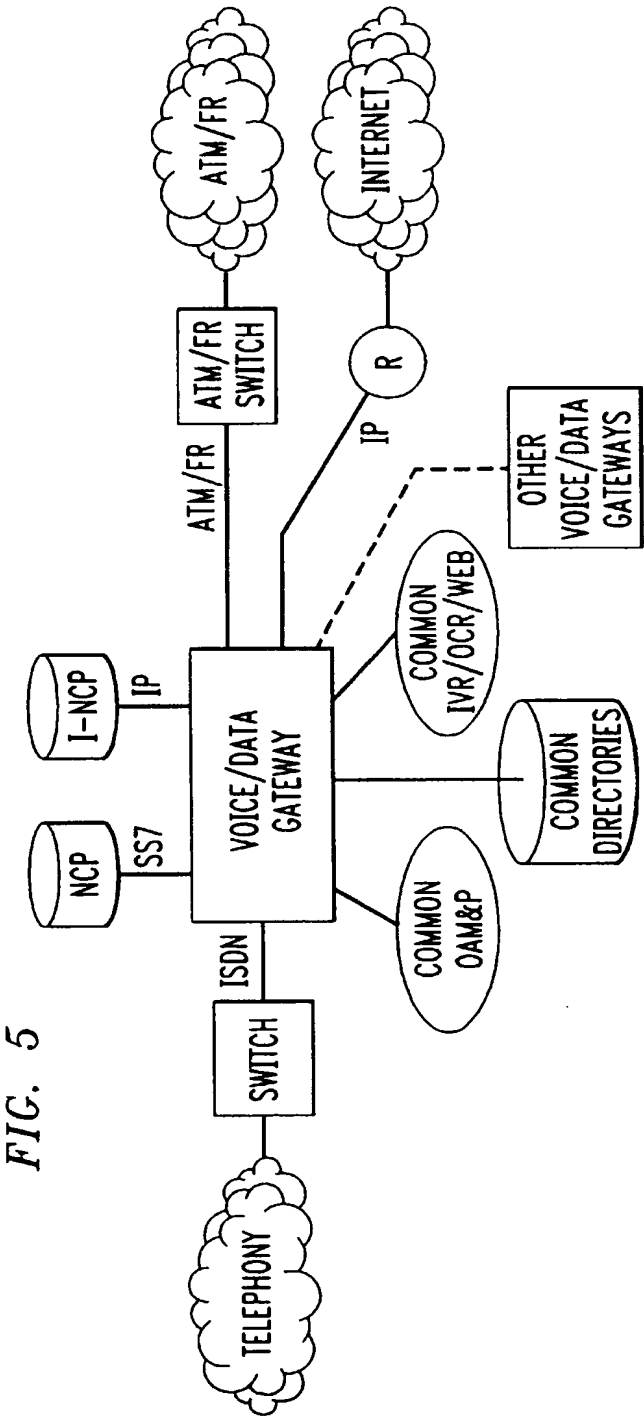 FIG. 5
NCP
I-NCP
SS7
IP
ATM/FR
ATM/FR
SWITCH
ATM/FR
TELEPHONY
SWITCH
ISDN
VOICE/DATA
GATEWAY
IP
R
INTERNET
COMMON
OAM&P
COMMON
DIRECTORIES
COMMON
IVR/OCR/WEB
OTHER
VOICE/DATA
GATEWAYS